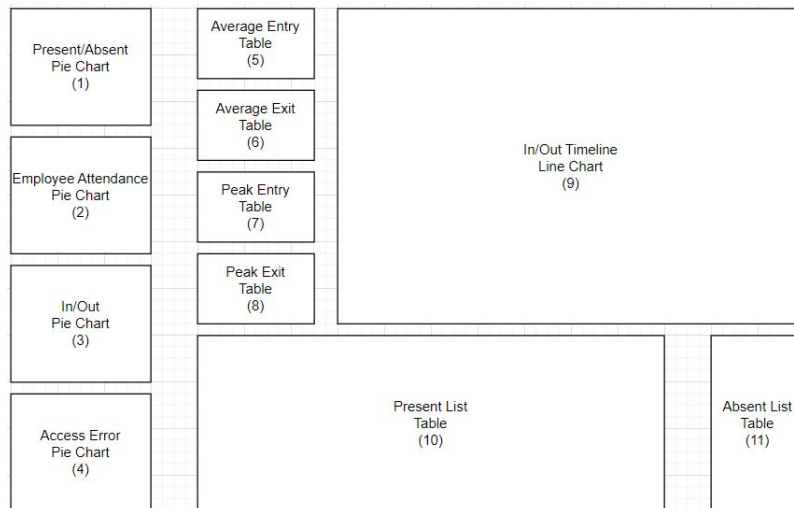 Present/Absent
Pie Chart
(1)
Employee Attendance
Pie Chart
(2)
In/Out
Pie Chart
(3)
Access Error
Pie Chart
(4)
Average Entry
Table
(5)
Average Exit
Table
(6)
Peak Entry
Table
(7)
Peak Exit
Table
(8)
In/Out Timeline
Line Chart
(9)
Present List
Table
(10)
Absent List
Table
(11)